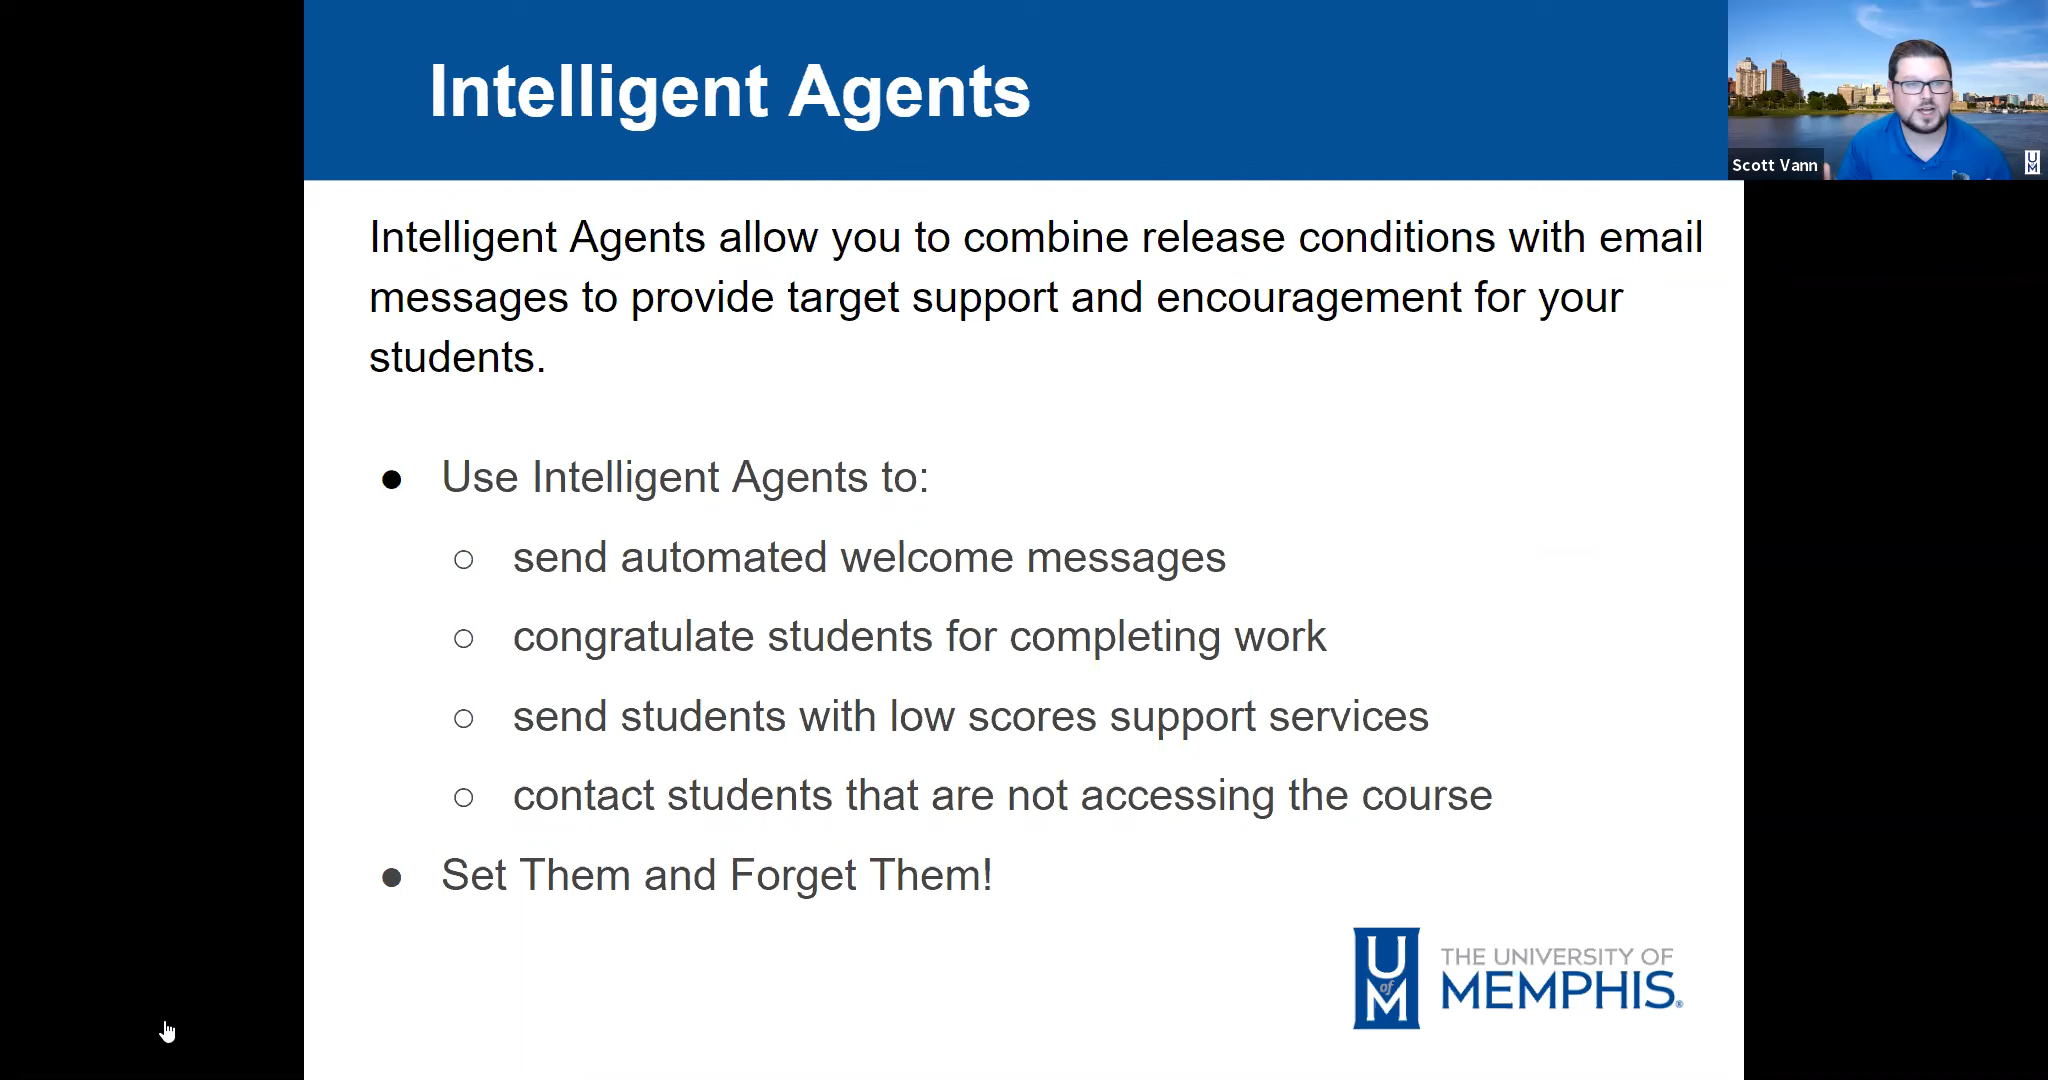 Intelligent Agents
Scott Vann
U
M
Intelligent Agents allow you to combine release conditions with email
messages to provide target support and encouragement for your
students.
● Use Intelligent Agents to:
○ send automated welcome messages
○ congratulate students for completing work
○ send students with low scores support services
○ contact students that are not accessing the course
● Set Them and Forget Them!
U
of
M
THE UNIVERSITY OF
MEMPHIS®